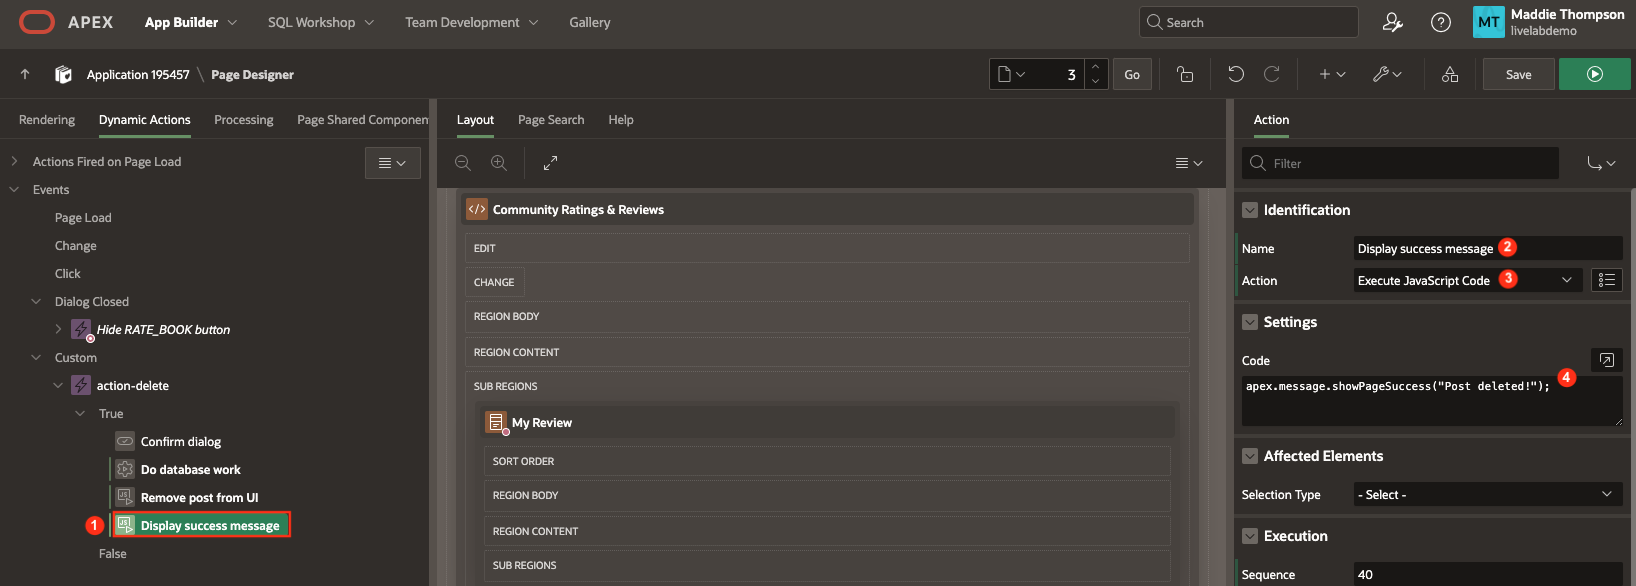 APEX App Builder SQL Workshop Team Development Gallery Search MT Maddie Thompson
livelabdemo
Application 195457 \ Page Designer 3 Go Save
Rendering Dynamic Actions Processing Page Shared Componen
Actions Fired on Page Load
Events
Page Load
Change
Click
Dialog Closed
Hide RATE_BOOK button
Custom
action-delete
True
Confirm dialog
Do database work
Remove post from UI
1 Display success message
False
Layout Page Search Help
Community Ratings & Reviews
EDIT
CHANGE
REGION BODY
REGION CONTENT
SUB REGIONS
My Review
SORT ORDER
REGION BODY
REGION CONTENT
SUB REGIONS
Action
Filter
Identification
Name Display success message 2
Action Execute JavaScript Code 3
Settings
Code
apex.message.showPageSuccess("Post deleted!"); 4
Affected Elements
Selection Type - Select -
Execution
Sequence 40